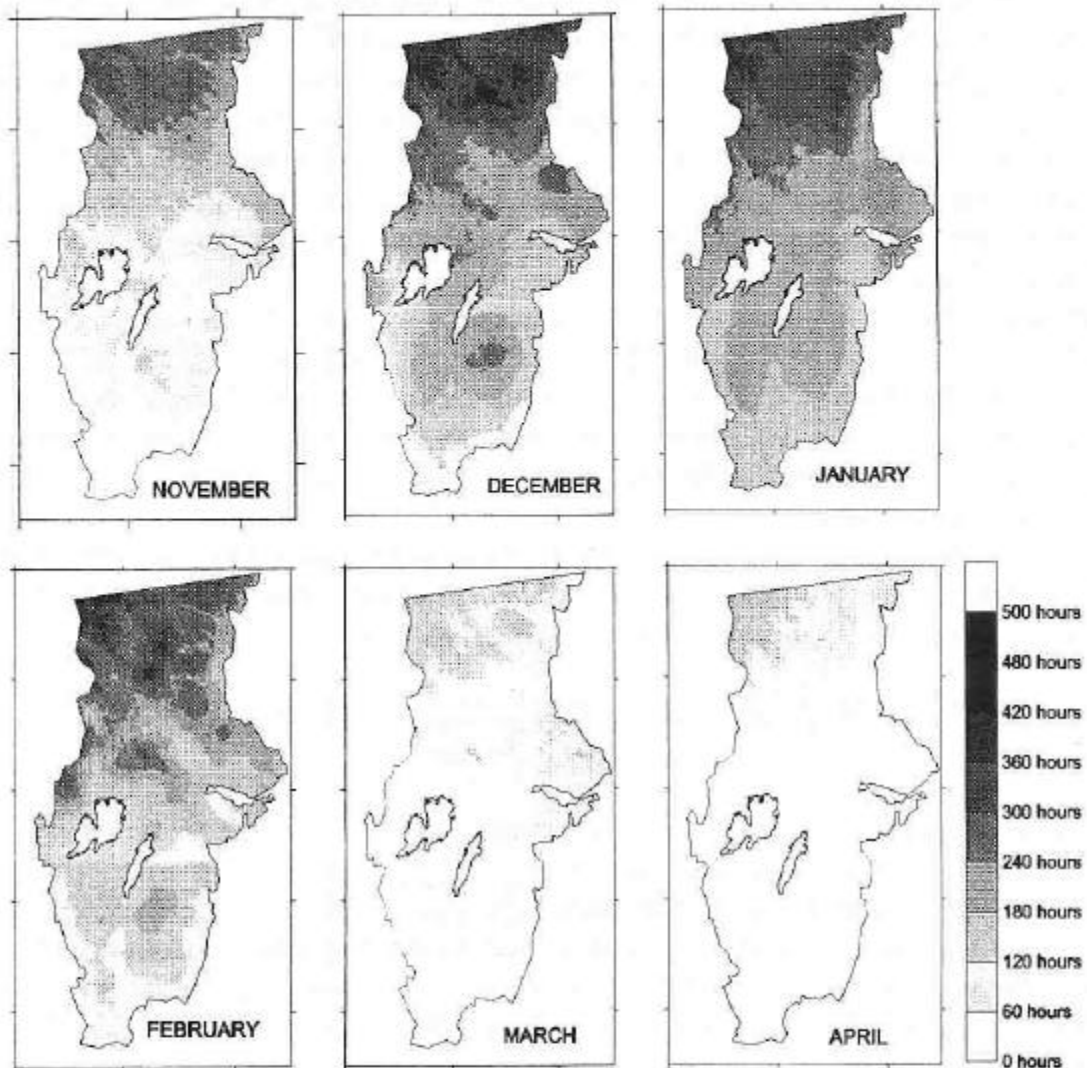 NOVEMBER
DECEMBER
JANUARY
FEBRUARY
MARCH
APRIL
500 hours
480 hours
420 hours
360 hours
300 hours
240 hours
180 hours
120 hours
60 hours
0 hours